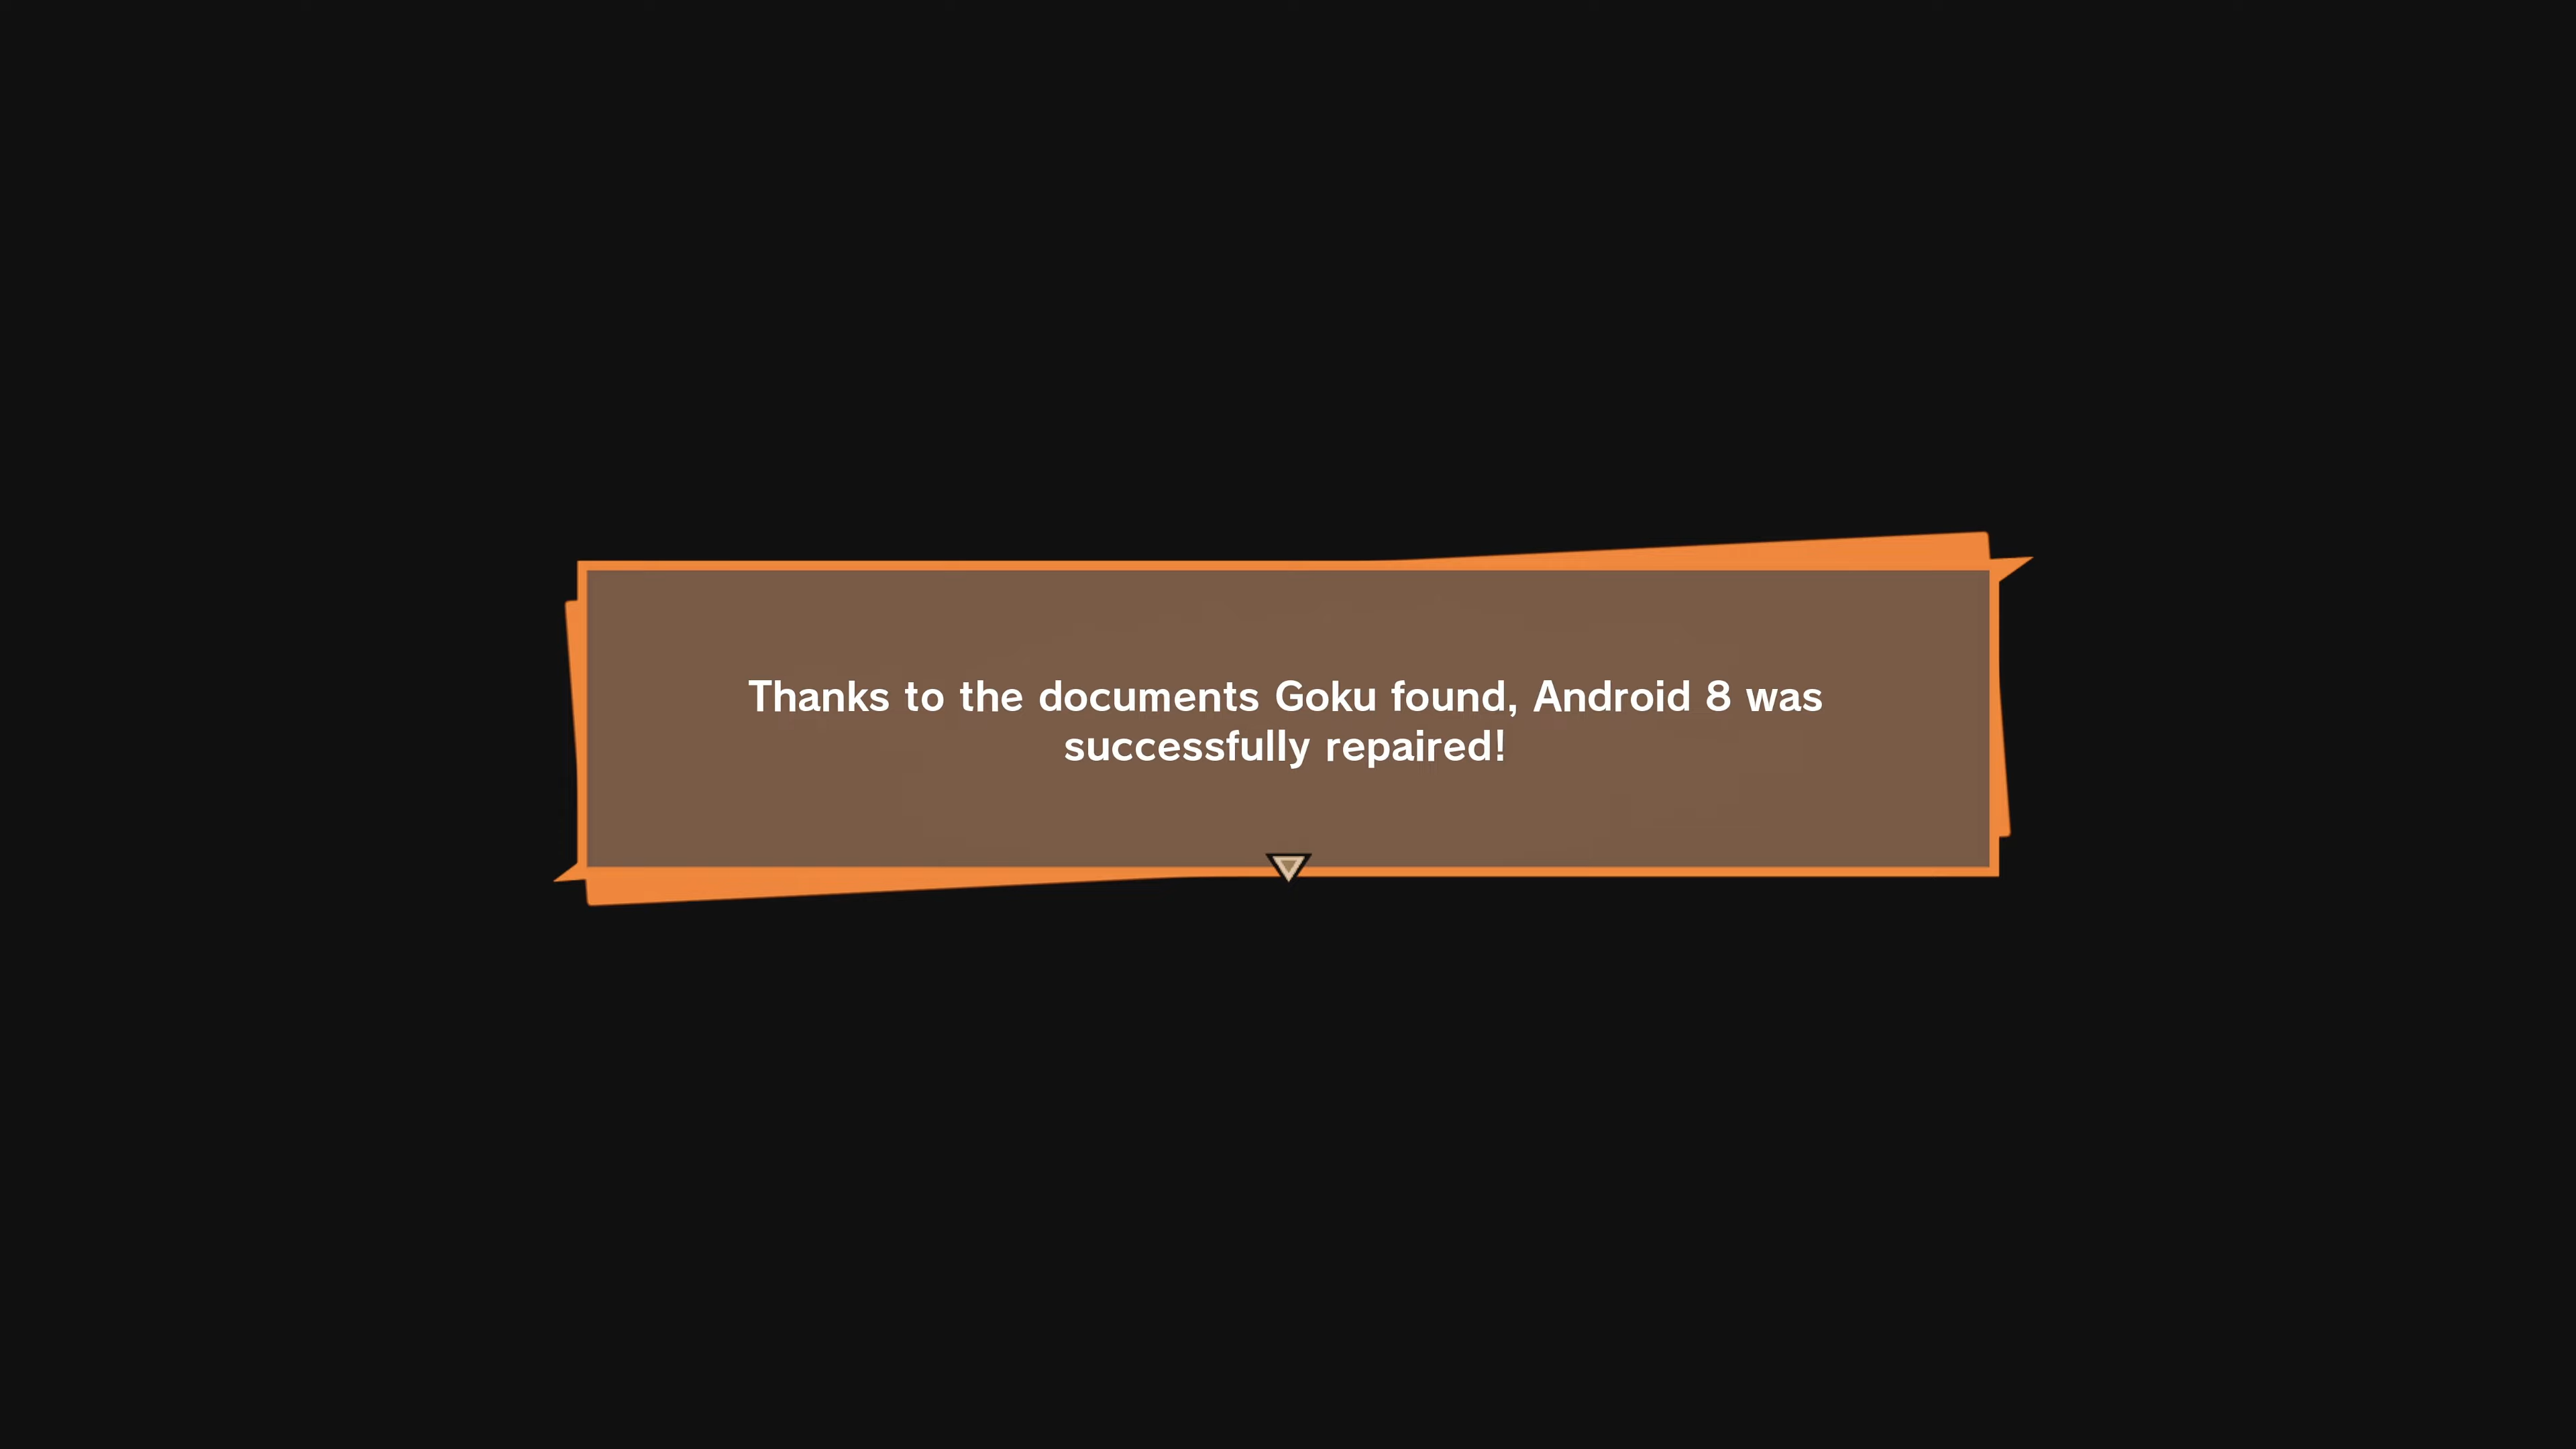 Thanks to the documents Goku found, Android 8 was
successfully repaired!